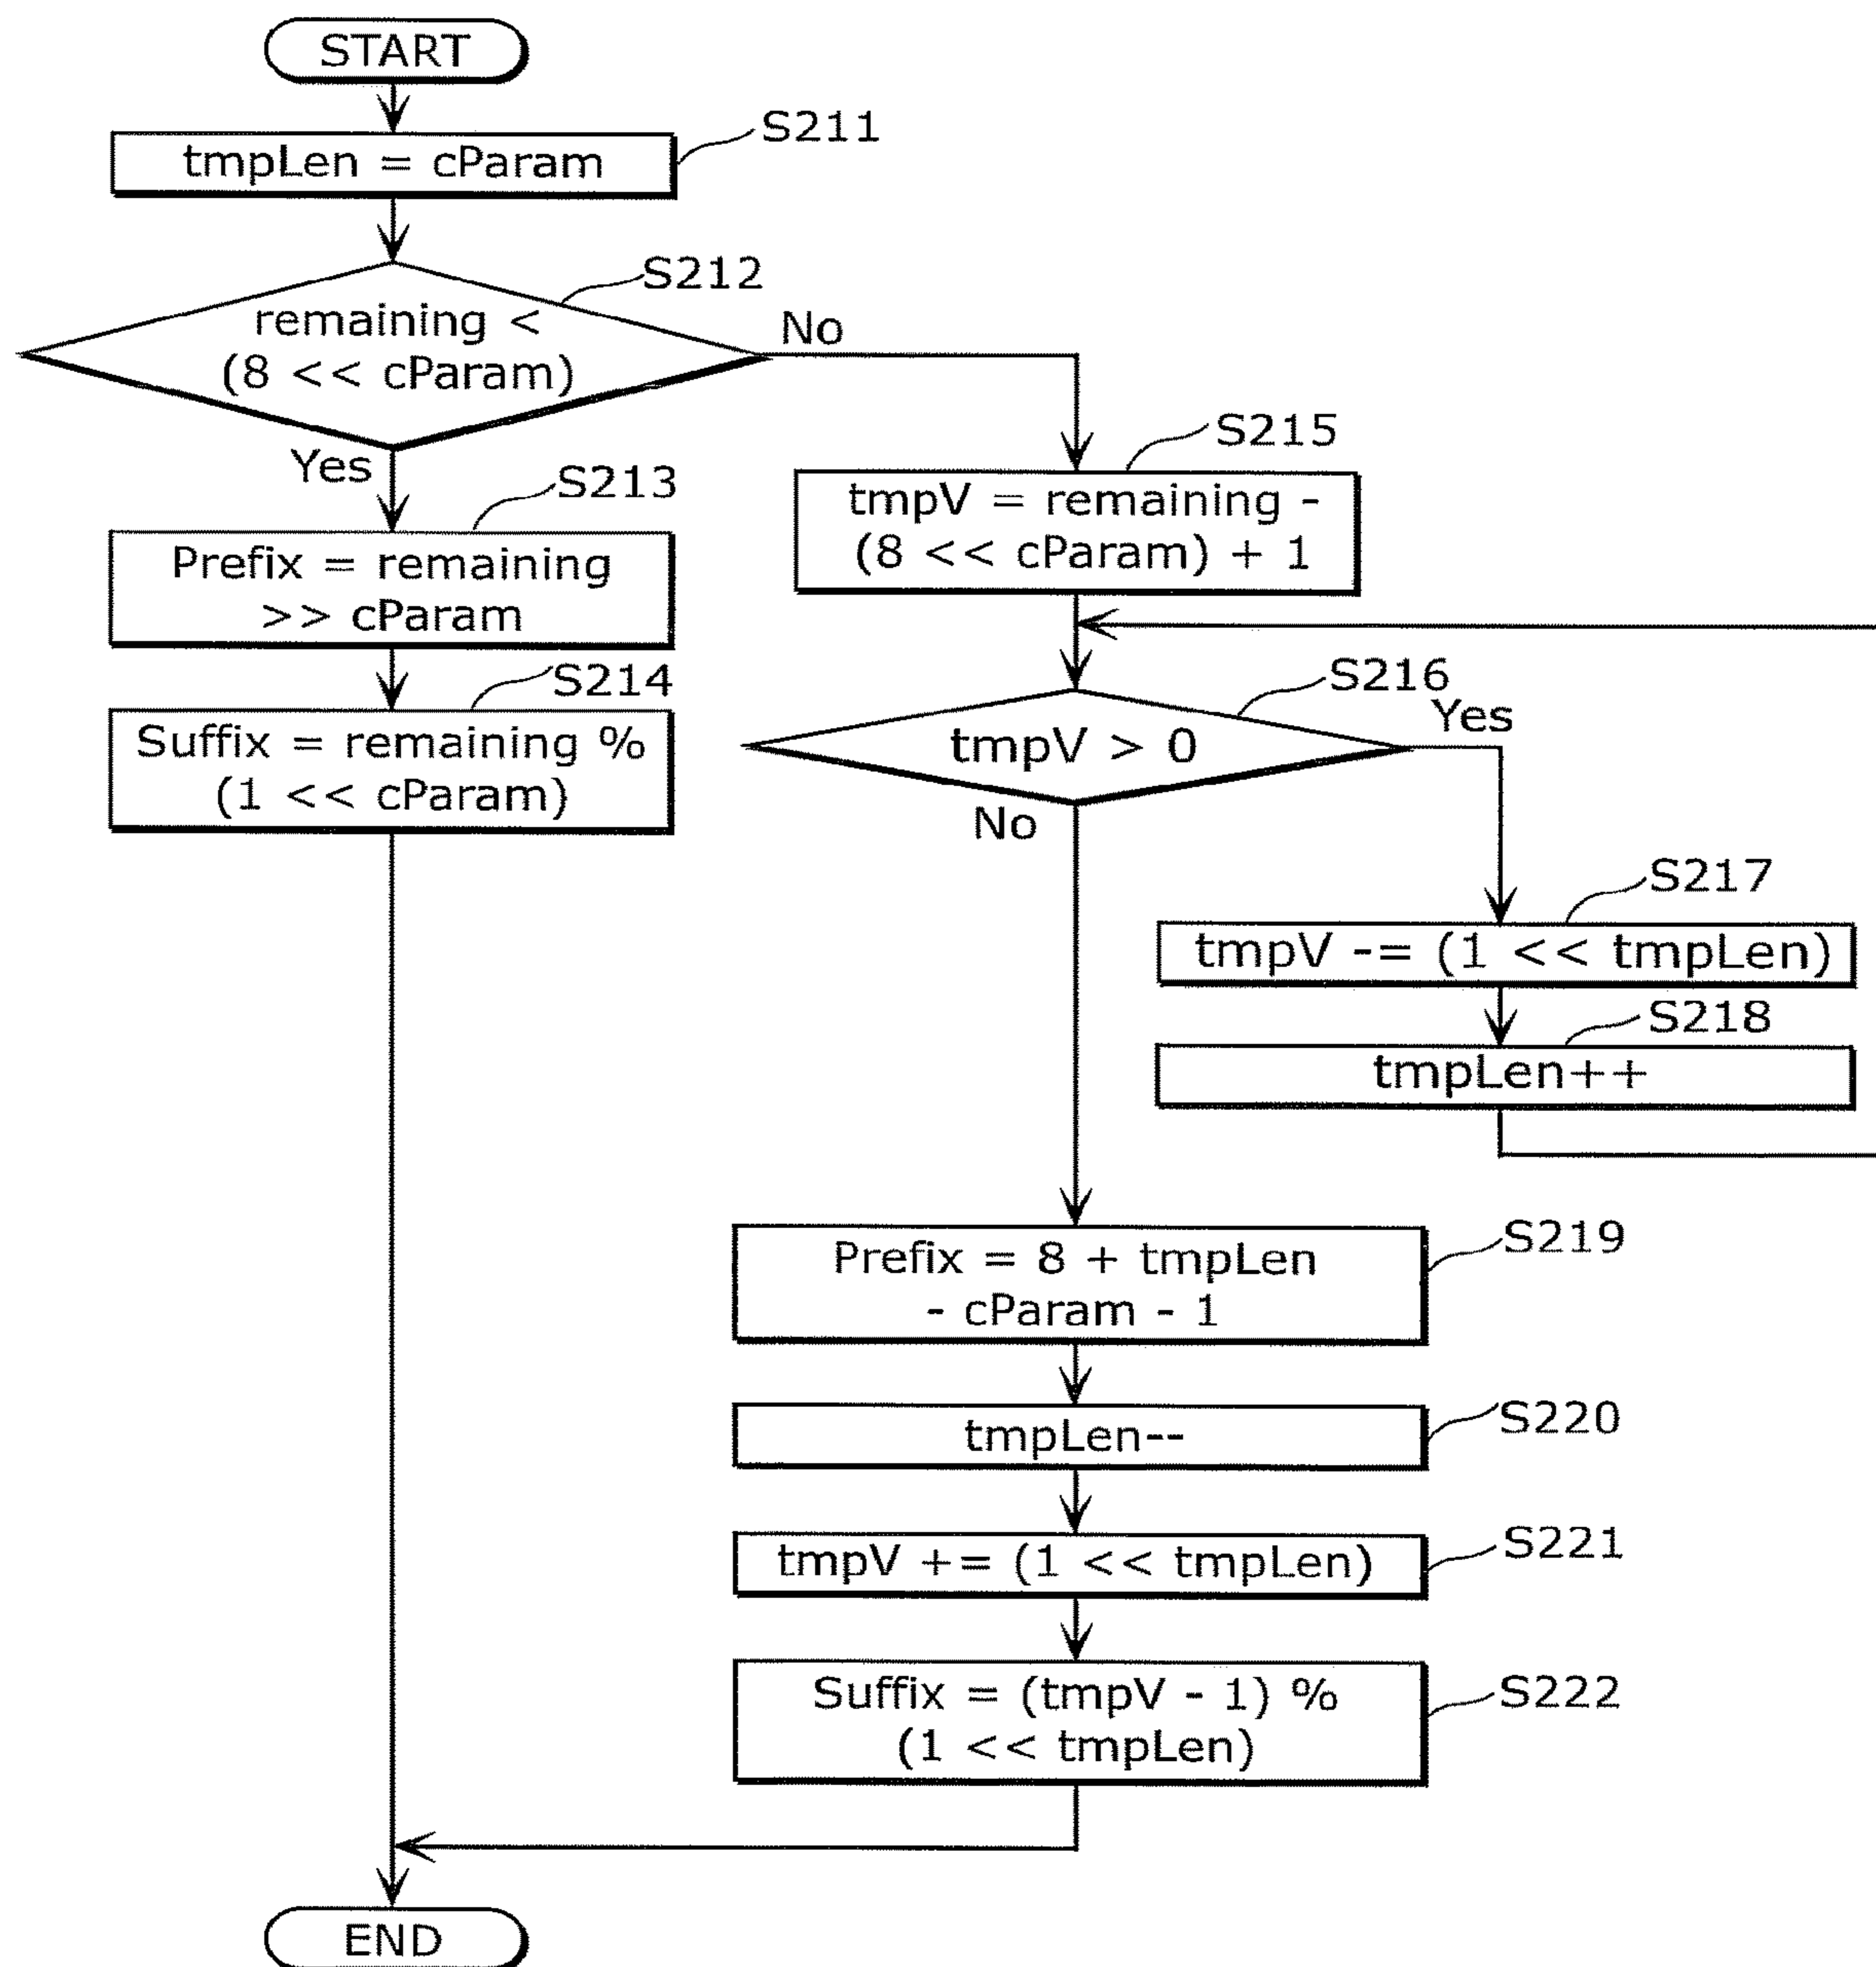 START
S211
tmpLen = cParam
S212
remaining <
(8 << cParam)
No
Yes
S213
Prefix = remaining
>> cParam
S214
Suffix = remaining %
(1 << cParam)
S215
tmpV = remaining -
(8 << cParam) + 1
S216
tmpV > 0
Yes
No
S217
tmpV -= (1 << tmpLen)
S218
tmpLen++
S219
Prefix = 8 + tmpLen
- cParam - 1
S220
tmpLen--
S221
tmpV += (1 << tmpLen)
S222
Suffix = (tmpV - 1) %
(1 << tmpLen)
END